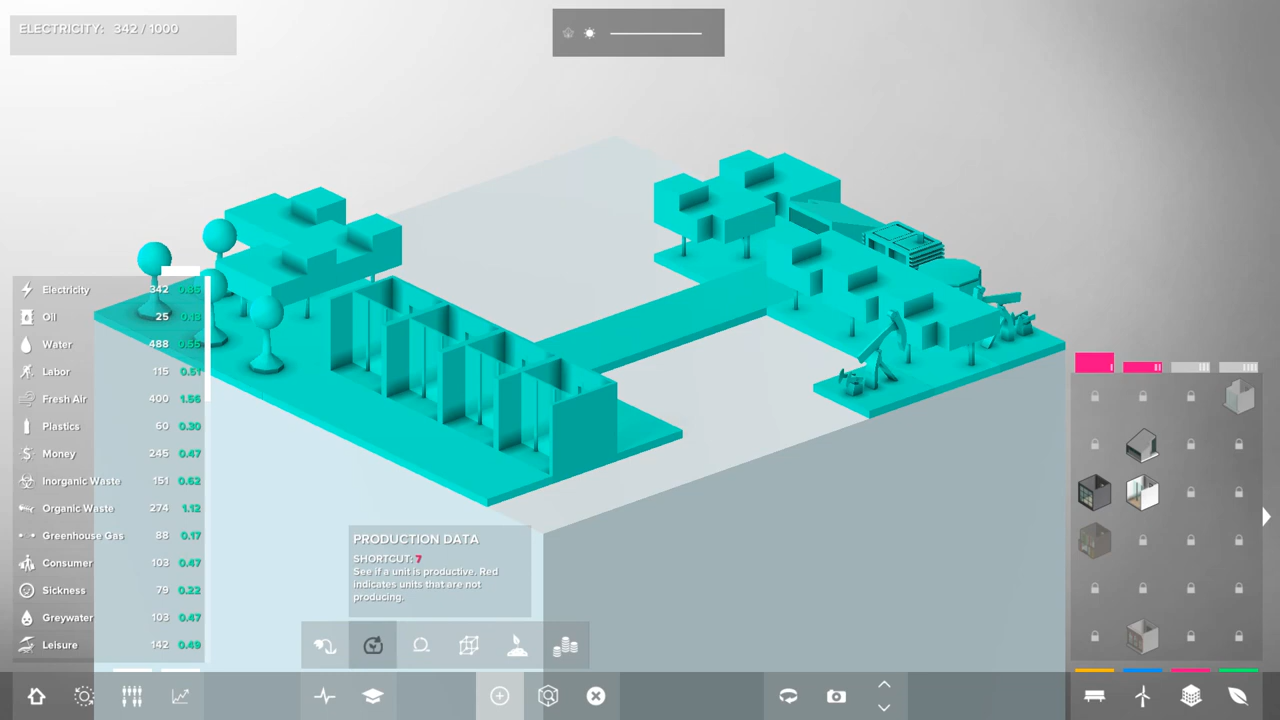 ELECTRICITY: 342 / 1000
Electricity 342 0.85
Oil 25 0.13
Water 488 0.55
Labor 115 0.51
Fresh Air 400 1.56
Plastics 60 0.30
Money 245 0.47
Inorganic Waste 151 0.62
Organic Waste 274 1.12
Greenhouse Gas 88 0.17
Consumer 103 0.47
Sickness 79 0.22
Greywater 103 0.47
Leisure 142 0.49
PRODUCTION DATA
SHORTCUT: 7
See if a unit is productive. Red
indicates units that are not
producing.